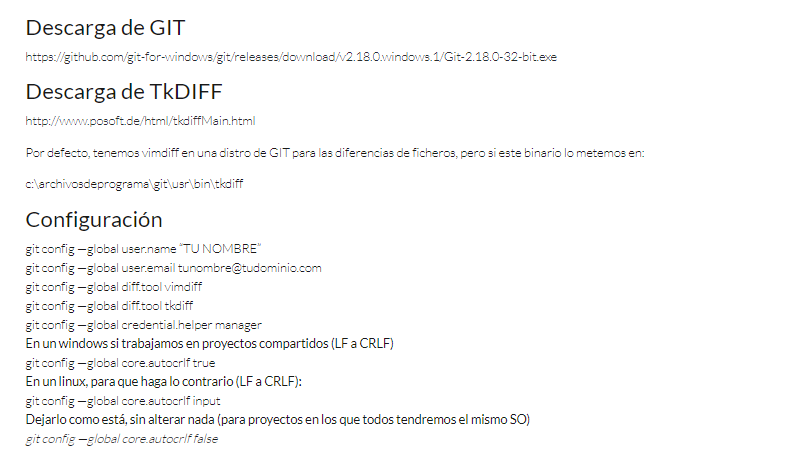 Descarga de GIT
https://github.com/git-for-windows/git/releases/download/v2.18.0.windows.1/Git-2.18.0-32-bit.exe
Descarga de TkDIFF
http://www.posoft.de/html/tkdiffMain.html
Por defecto, tenemos vimdiff en una distro de GIT para las diferencias de ficheros, pero si este binario lo metemos en:
c:\archivosdeprograma\git\usr\bin\tkdiff
Configuración
git config —global user.name “TU NOMBRE”
git config —global user.email tunombre@tudominio.com
git config —global diff.tool vimdiff
git config —global diff.tool tkdiff
git config —global credential.helper manager
En un windows si trabajamos en proyectos compartidos (LF a CRLF)
git config —global core.autocrlf true
En un linux, para que haga lo contrario (LF a CRLF):
git config —global core.autocrlf input
Dejarlo como está, sin alterar nada (para proyectos en los que todos tendremos el mismo SO)
git config —global core.autocrlf false